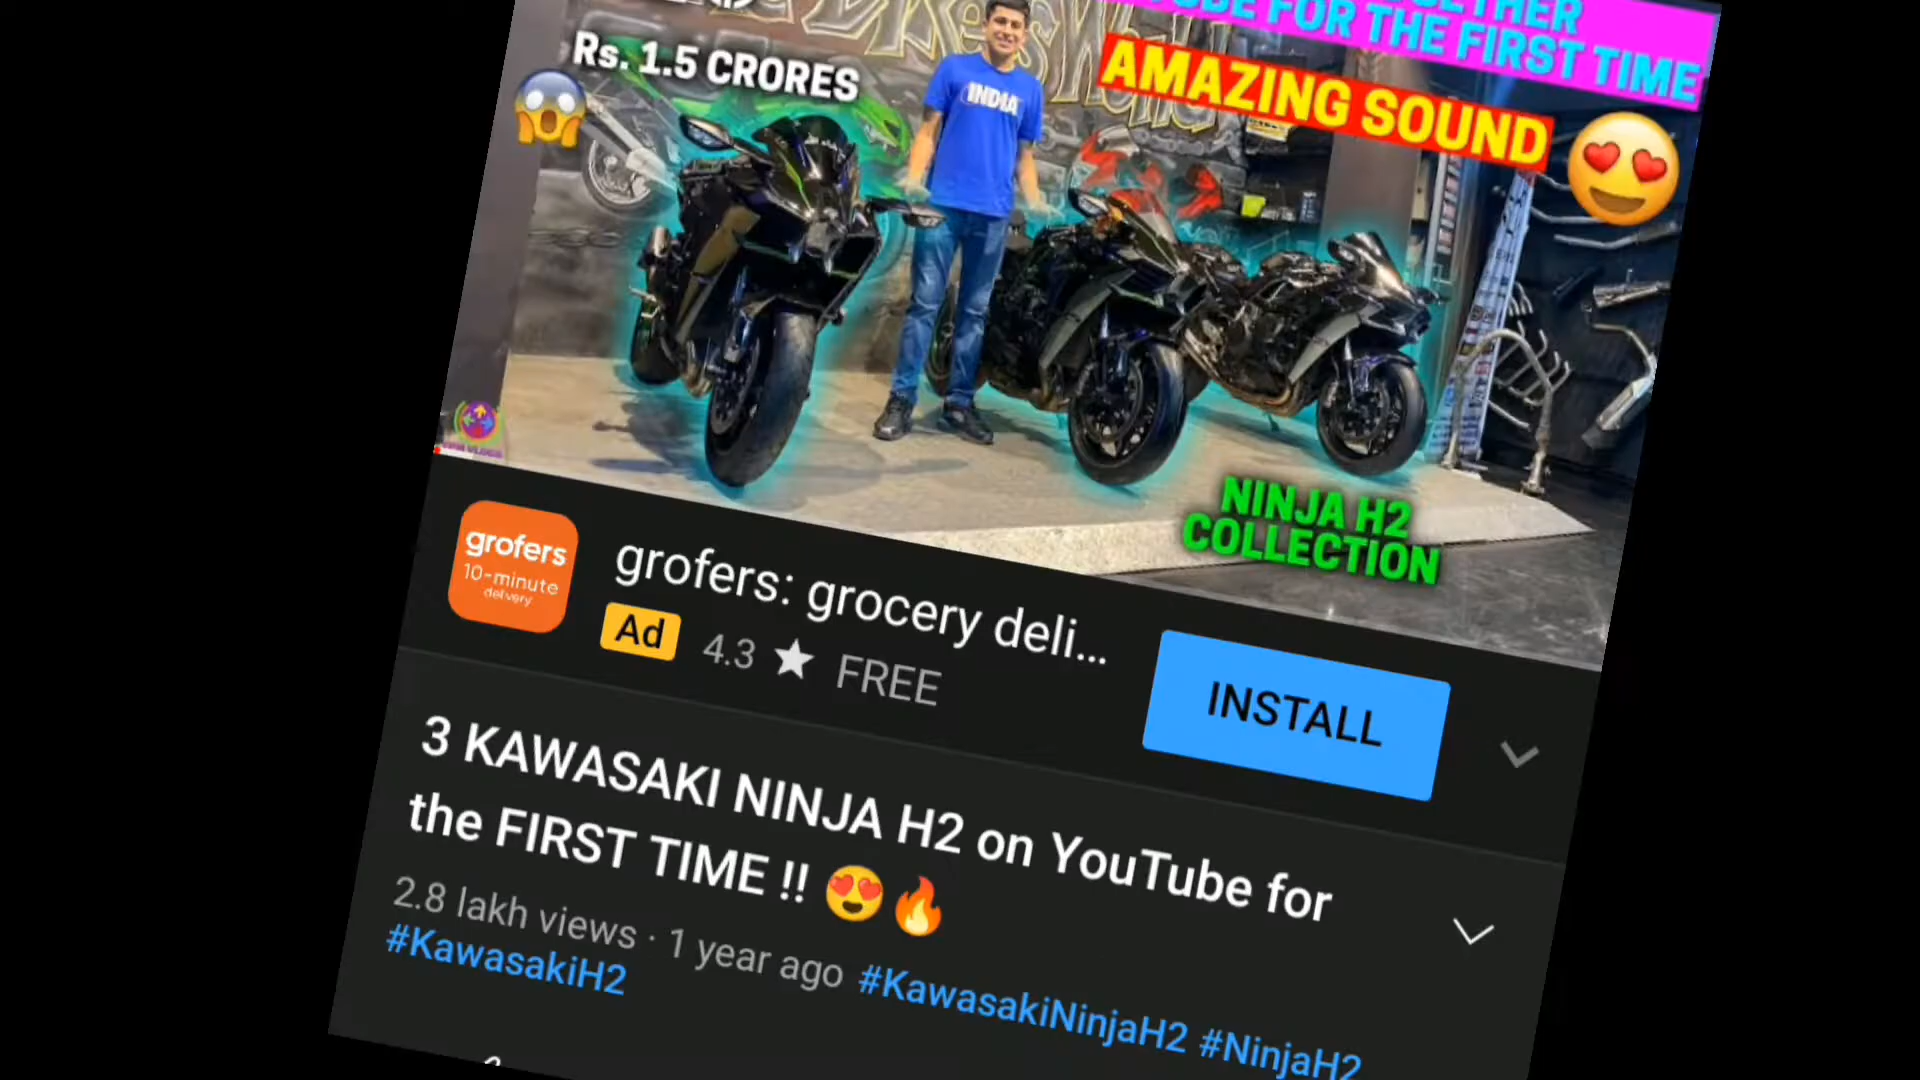 FOR THE FIRST TIME
Rs. 1.5 CRORES
AMAZING SOUND
INDIA
NINJA H2
COLLECTION
grofers
10-minute
delivery
grofers: grocery deli...
Ad 4.3 ★ FREE
INSTALL
3 KAWASAKI NINJA H2 on YouTube for
the FIRST TIME !! 😍🔥
2.8 lakh views · 1 year ago #KawasakiNinjaH2 #NinjaH2
#KawasakiH2